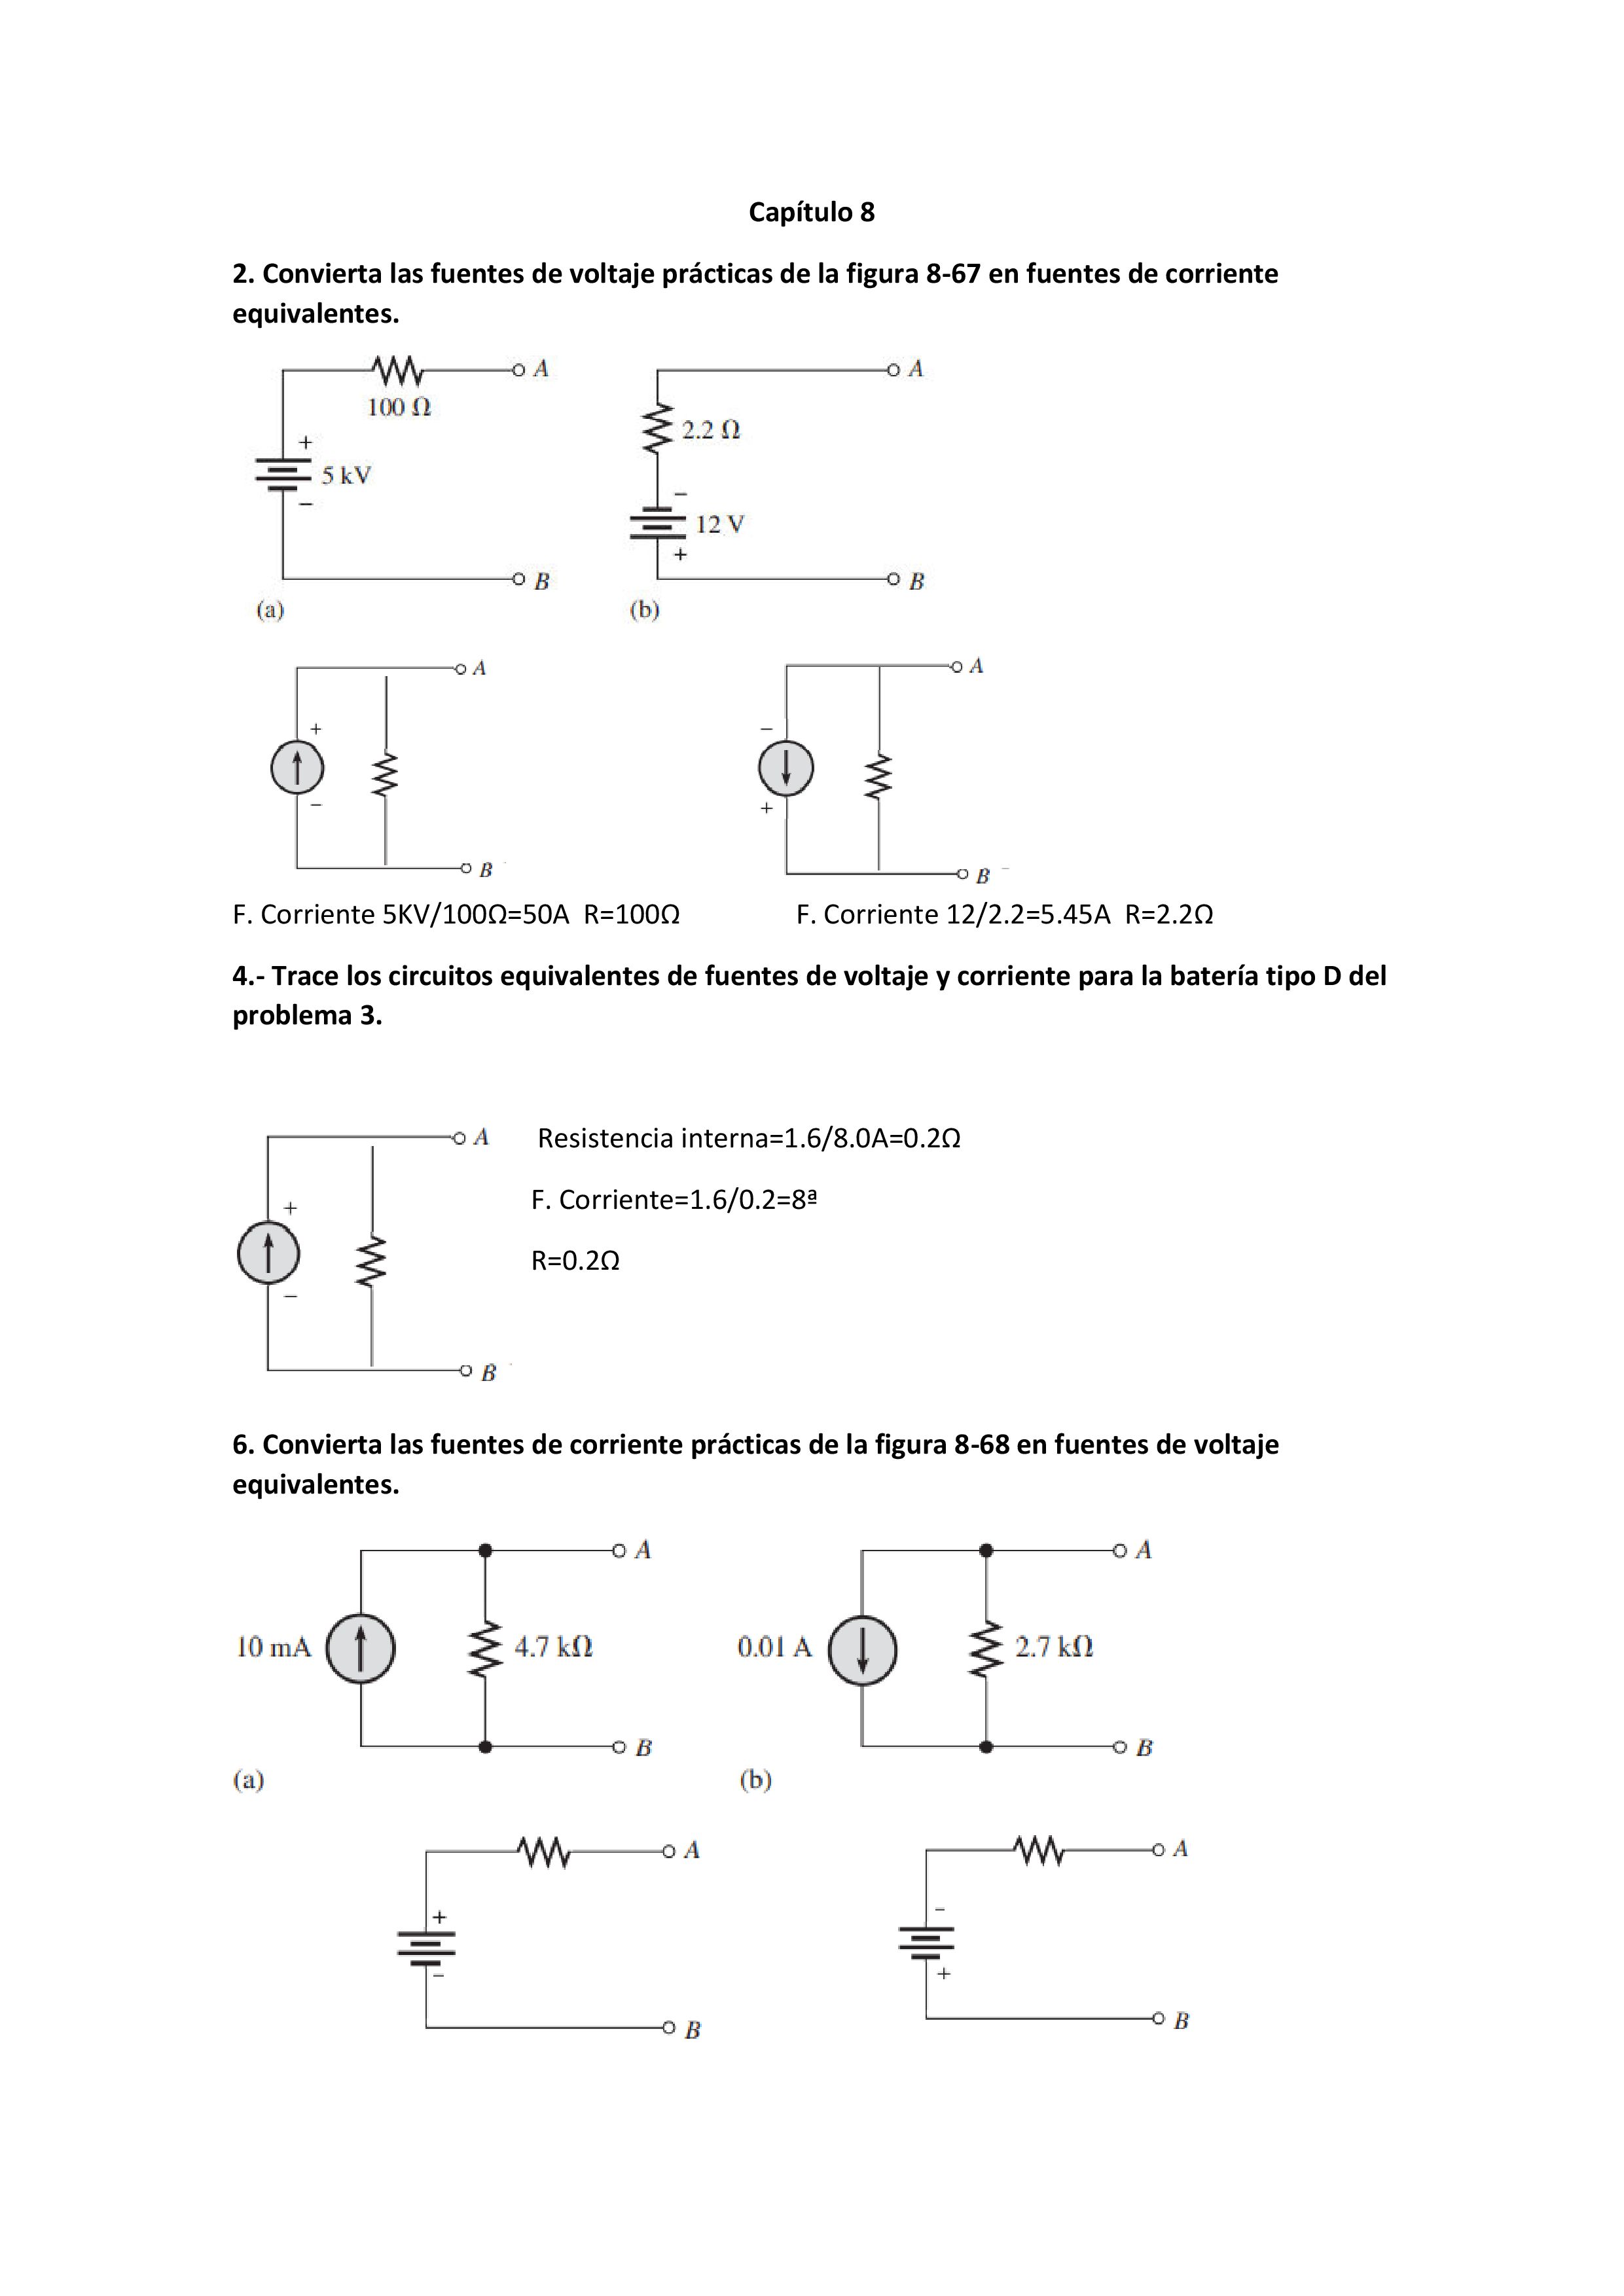 Capítulo 8
2. Convierta las fuentes de voltaje prácticas de la figura 8-67 en fuentes de corriente
equivalentes.
A A
100 Ω
2.2 Ω
+
5 kV
−
−
12 V
+
B B
(a) (b)
A A
+ −
− +
B B
F. Corriente 5KV/100Ω=50A R=100Ω F. Corriente 12/2.2=5.45A R=2.2Ω
4.- Trace los circuitos equivalentes de fuentes de voltaje y corriente para la batería tipo D del
problema 3.
A Resistencia interna=1.6/8.0A=0.2Ω
+ F. Corriente=1.6/0.2=8ª
R=0.2Ω
−
B
6. Convierta las fuentes de corriente prácticas de la figura 8-68 en fuentes de voltaje
equivalentes.
A A
10 mA 4.7 kΩ 0.01 A 2.7 kΩ
B B
(a) (b)
A A
+ −
− +
B B